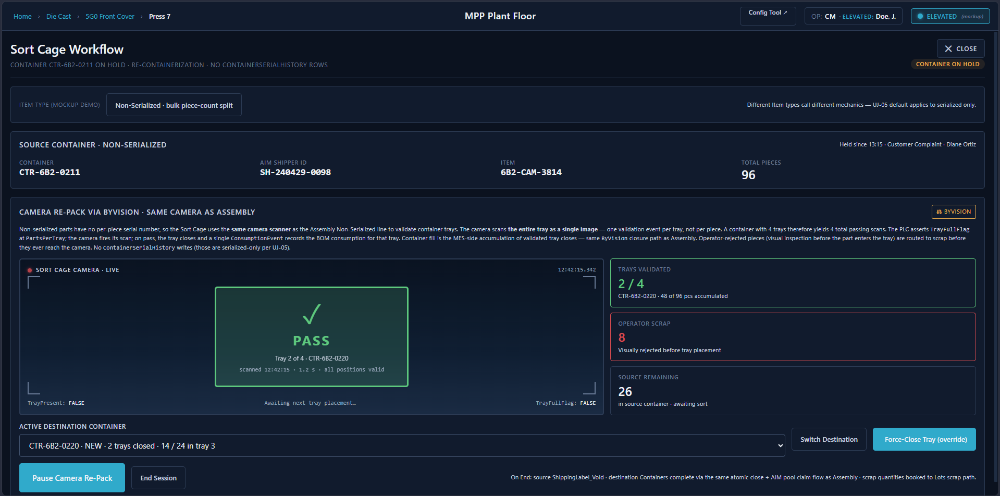 Home › Die Cast › 5G0 Front Cover › Press 7
MPP Plant Floor
Config Tool ↗
OP: CM · ELEVATED: Doe, J.
ELEVATED (mockup)
Sort Cage Workflow
CLOSE
CONTAINER CTR-6B2-0211 ON HOLD · RE-CONTAINERIZATION · NO CONTAINERSERIALHISTORY ROWS
CONTAINER ON HOLD
ITEM TYPE (MOCKUP DEMO)
Non-Serialized · bulk piece-count split
Different Item types call different mechanics — UJ-05 default applies to serialized only.
SOURCE CONTAINER · NON-SERIALIZED
Held since 13:15 · Customer Complaint · Diane Ortiz
CONTAINER
CTR-6B2-0211
AIM SHIPPER ID
SH-240429-0098
ITEM
6B2-CAM-3814
TOTAL PIECES
96
CAMERA RE-PACK VIA BYVISION · SAME CAMERA AS ASSEMBLY
BYVISION
Non-serialized parts have no per-piece serial number, so the Sort Cage uses the same camera scanner as the Assembly Non-Serialized line to validate container trays. The camera scans the entire tray as a single image — one validation event per tray, not per piece. A container with 4 trays therefore yields 4 total passing scans. The PLC asserts TrayFullFlag
at PartsPerTray; the camera fires its scan; on pass, the tray closes and a single ConsumptionEvent records the BOM consumption for that tray. Container fill is the MES-side accumulation of validated tray closes — same ByVision closure path as Assembly. Operator-rejected pieces (visual inspection before the part enters the tray) are routed to scrap before
they ever reach the camera. No ContainerSerialHistory writes (those are serialized-only per UJ-05).
SORT CAGE CAMERA · LIVE
12:42:15.342
✓
PASS
Tray 2 of 4 · CTR-6B2-0220
scanned 12:42:15 · 1.2 s · all positions valid
TrayPresent: FALSE
Awaiting next tray placement…
TrayFullFlag: FALSE
TRAYS VALIDATED
2 / 4
CTR-6B2-0220 · 48 of 96 pcs accumulated
OPERATOR SCRAP
8
Visually rejected before tray placement
SOURCE REMAINING
26
in source container · awaiting sort
ACTIVE DESTINATION CONTAINER
CTR-6B2-0220 · NEW · 2 trays closed · 14 / 24 in tray 3
Switch Destination
Force-Close Tray (override)
Pause Camera Re-Pack
End Session
On End: source ShippingLabel_Void · destination Containers complete via the same atomic close + AIM pool claim flow as Assembly · scrap quantities booked to Lots scrap path.